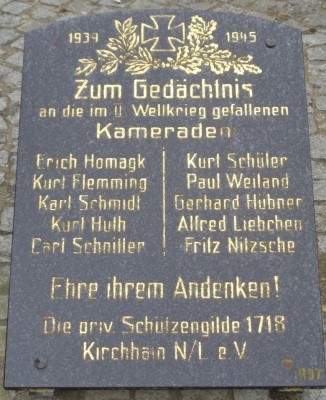 1939 1945
Zum Gedächtnis
an die im II Weltkrieg gefallenen
Kameraden
Erich Homagk
Kurt Flemming
Karl Schmidt
Kurt Huth
Carl Schniller
Kurt Schüler
Paul Weiland
Gerhard Hübner
Alfred Liebchen
Fritz Nitzsche
Ehre ihrem Andenken!
Die priv. Schützengilde 1718
Kirchhain N/L e.V.